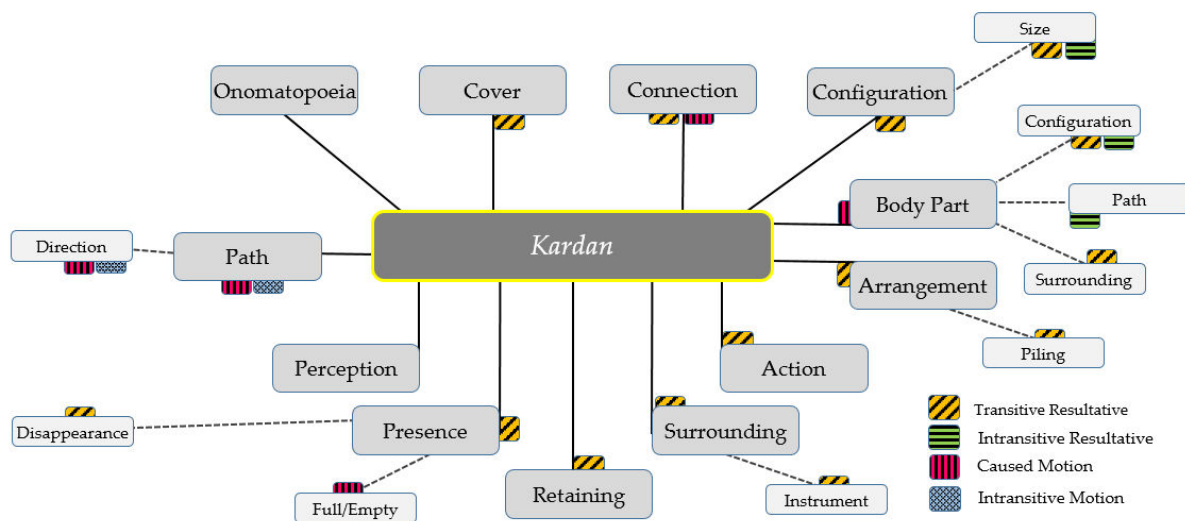 Size
Onomatopoeia
Cover
Connection
Configuration
Configuration
Body Part
Path
Kardan
Direction
Path
Surrounding
Arrangement
Perception
Action
Piling
Disappearance
Presence
Surrounding
Retaining
Full/Empty
Instrument
Transitive Resultative
Intransitive Resultative
Caused Motion
Intransitive Motion